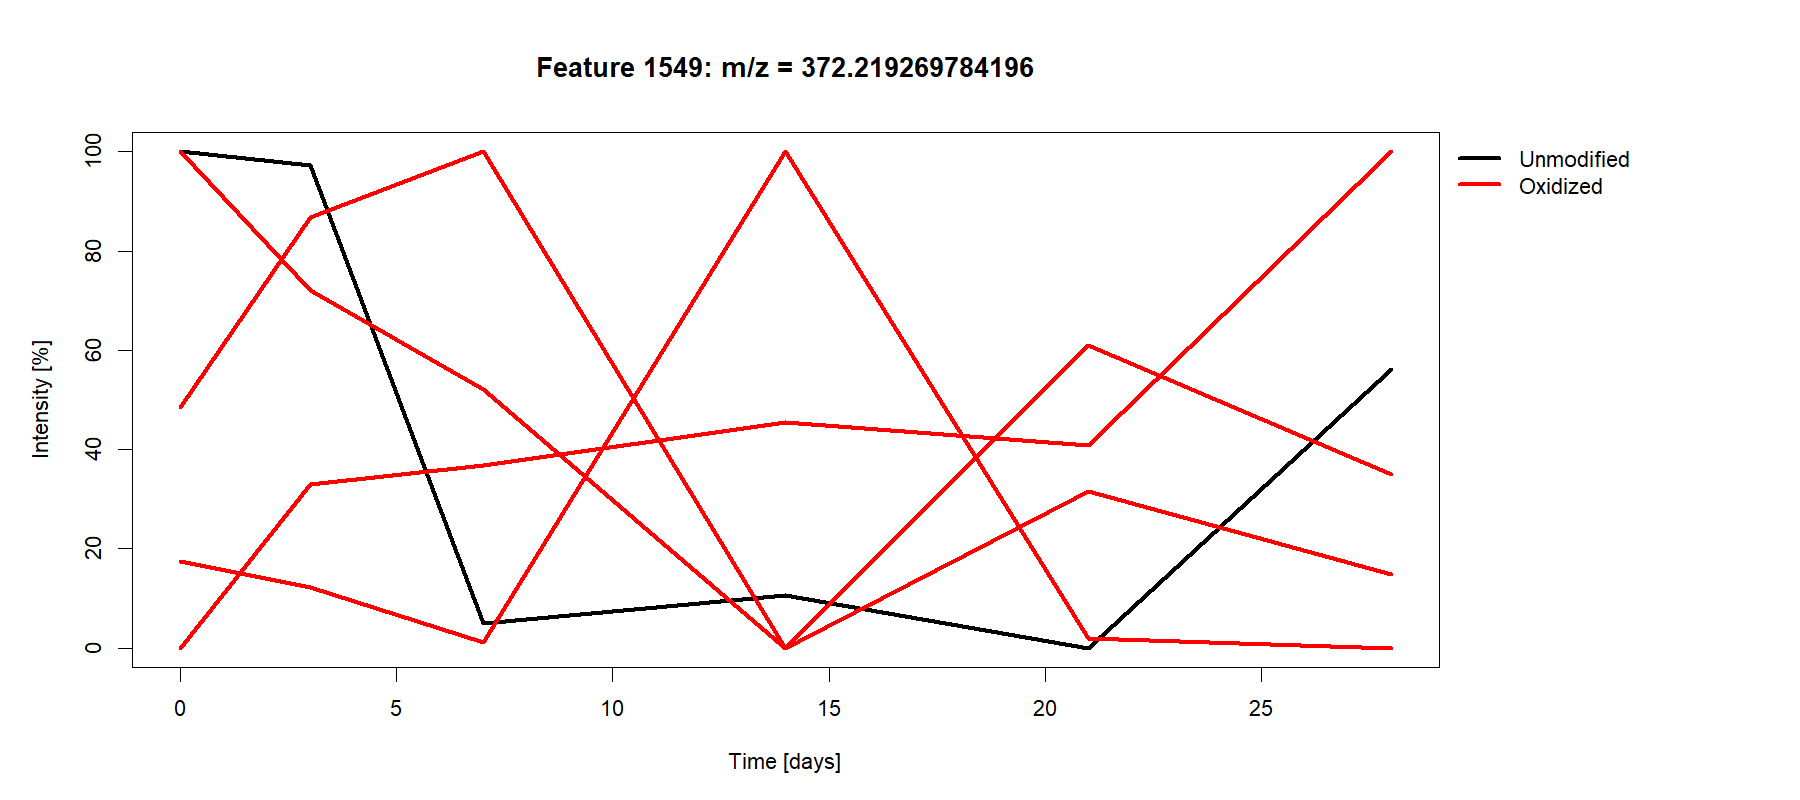 Feature 1549: m/z = 372.219269784196
Unmodified
Oxidized
Intensity [%]
100
80
60
40
20
0
0 5 10 15 20 25
Time [days]